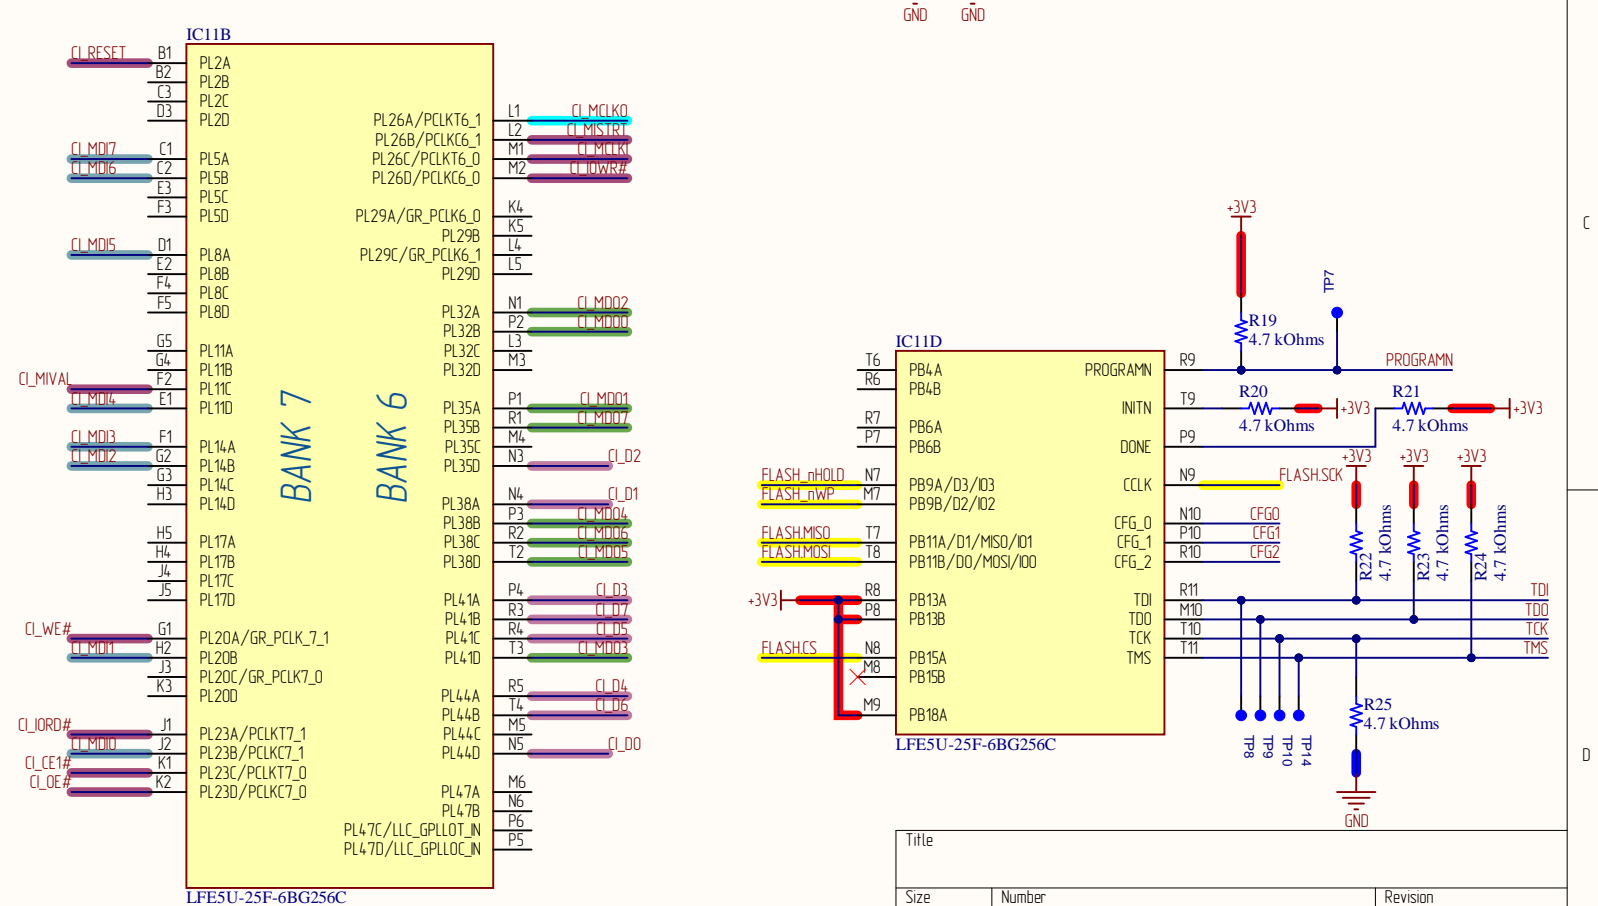 GND
GND
IC11B
CI_RESET B1 PL2A
B2 PL2B
C3 PL2C
D3 PL2D
CI_MDI7 C1 PL5A
CI_MDI6 C2 PL5B
E3 PL5C
F3 PL5D
CI_MDI5 D1 PL8A
E2 PL8B
F4 PL8C
F5 PL8D
G5 PL11A
G4 PL11B
CI_MIVAL F2 PL11C
CI_MDI4 E1 PL11D
CI_MDI3 F1 PL14A
CI_MDI2 G2 PL14B
G3 PL14C
H3 PL14D
H5 PL17A
H4 PL17B
J4 PL17C
J5 PL17D
CI_WE# G1 PL20A/GR_PCLK_7_1
CI_MDI1 H2 PL20B
J3 PL20C/GR_PCLK7_0
K3 PL20D
CI_IORD# J1 PL23A/PCLKT7_1
CI_MDI0 J2 PL23B/PCLKC7_1
CI_CE1# K1 PL23C/PCLKT7_0
CI_OE# K2 PL23D/PCLKC7_0
BANK 7
BANK 6
PL26A/PCLKT6_1 L1 CI_MCLKO
PL26B/PCLKC6_1 L2 CI_MISTRT
PL26C/PCLKT6_0 M1 CI_MCLKI
PL26D/PCLKC6_0 M2 CI_IOWR#
PL29A/GR_PCLK6_0 K4
PL29B K5
PL29C/GR_PCLK6_1 L4
PL29D L5
PL32A N1 CI_MDO2
PL32B P2 CI_MDO0
PL32C L3
PL32D M3
PL35A P1 CI_MDO1
PL35B R1 CI_MDO7
PL35C M4
PL35D N3 CI_D2
PL38A N4 CI_D1
PL38B P3 CI_MDO4
PL38C R2 CI_MDO6
PL38D T2 CI_MDO5
PL41A P4 CI_D3
PL41B R3 CI_D7
PL41C R4 CI_D5
PL41D T3 CI_MDO3
PL44A R5 CI_D4
PL44B T4 CI_D6
PL44C M5
PL44D N5 CI_D0
PL47A M6
PL47B N6
PL47C/LLC_GPLLOT_IN P6
PL47D/LLC_GPLLOC_IN P5
LFE5U-25F-6BG256C
IC11D
T6 PB4A
R6 PB4B
R7 PB6A
P7 PB6B
FLASH_nHOLD N7 PB9A/D3/IO3
FLASH_nWP M7 PB9B/D2/IO2
FLASH.MISO T7 PB11A/D1/MISO/IO1
FLASH.MOSI T8 PB11B/D0/MOSI/IO0
+3V3 R8 PB13A
P8 PB13B
FLASH.CS N8 PB15A
M8 PB15B
M9 PB18A
PROGRAMN R9 PROGRAMN
INITN T9
DONE P9
CCLK N9 FLASH.SCK
CFG_0 N10 CFG0
CFG_1 P10 CFG1
CFG_2 R10 CFG2
TDI R11 TDI
TDO M10 TDO
TCK T10 TCK
TMS T11 TMS
LFE5U-25F-6BG256C
+3V3
TP7
R19
4.7 kOhms
R20
4.7 kOhms
+3V3
R21
4.7 kOhms
+3V3
+3V3 +3V3 +3V3
R22
4.7 kOhms
R23
4.7 kOhms
R24
4.7 kOhms
R25
4.7 kOhms
TP8
TP9
TP10
TP14
GND
C
D
Title
Size Number Revision